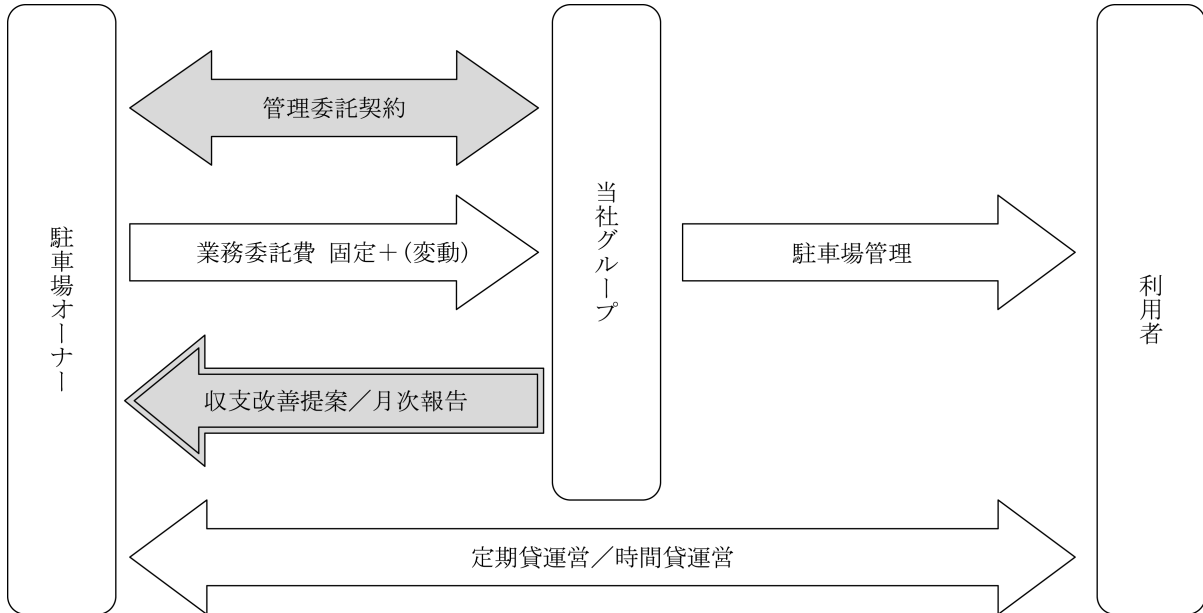 駐車場オーナー
管理委託契約
業務委託費 固定＋(変動)
収支改善提案／月次報告
当社グループ
駐車場管理
定期貸運営／時間貸運営
利用者